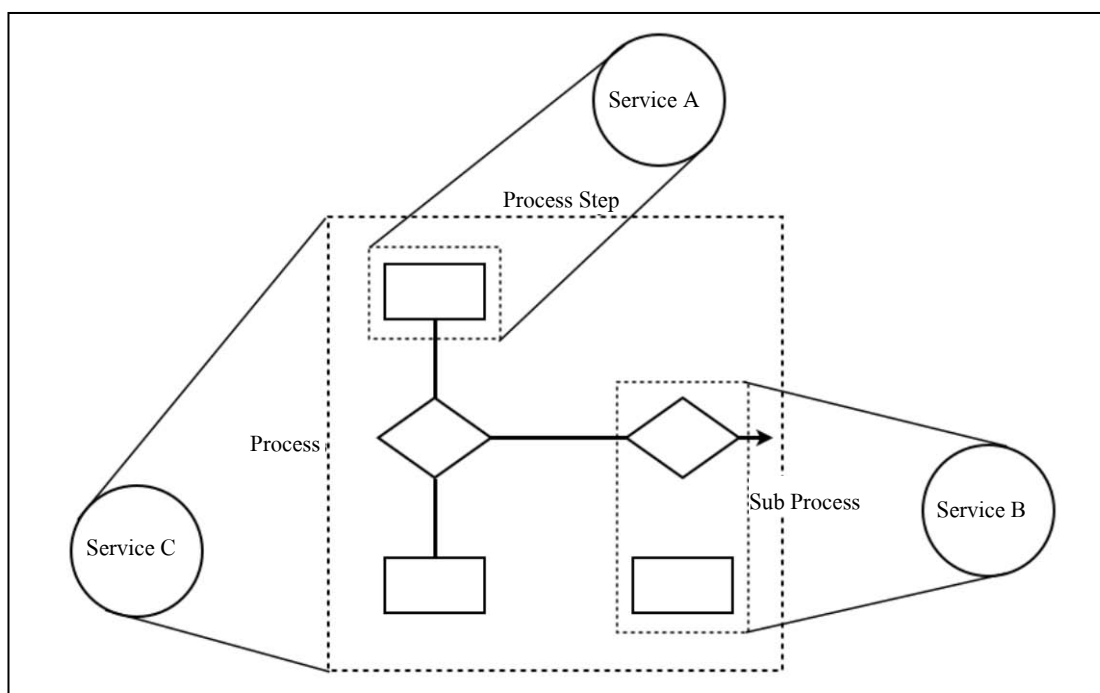 Service A
Process Step
Process
Sub Process
Service B
Service C